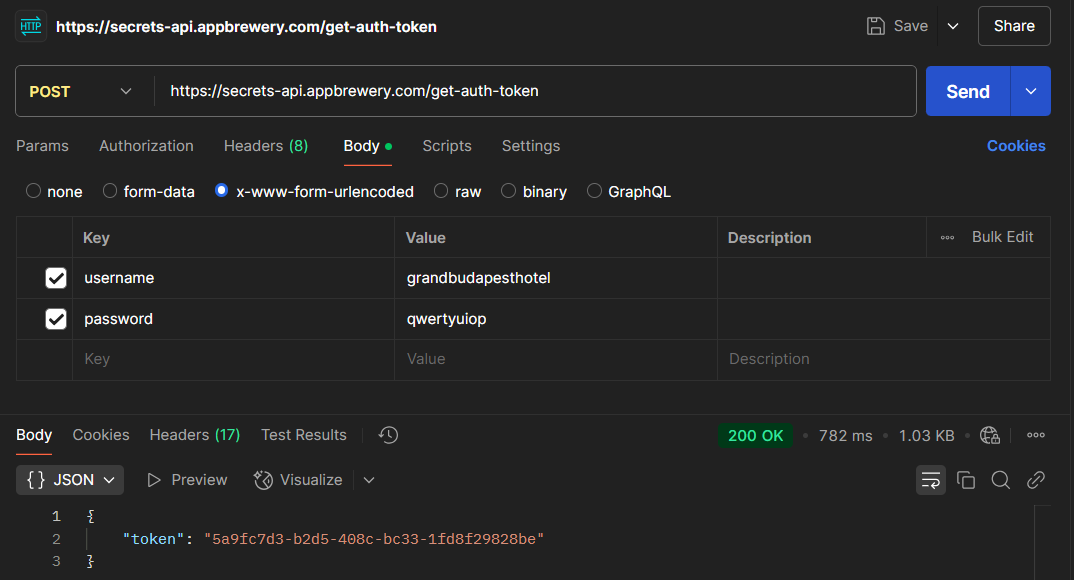 HTTP https://secrets-api.appbrewery.com/get-auth-token Save Share
POST https://secrets-api.appbrewery.com/get-auth-token Send
Params Authorization Headers (8) Body Scripts Settings Cookies
none form-data x-www-form-urlencoded raw binary GraphQL
Key Value Description Bulk Edit
username grandbudapesthotel
password qwertyuiop
Key Value Description
Body Cookies Headers (17) Test Results 200 OK • 782 ms • 1.03 KB •
{} JSON Preview Visualize
1 {
2 "token": "5a9fc7d3-b2d5-408c-bc33-1fd8f29828be"
3 }